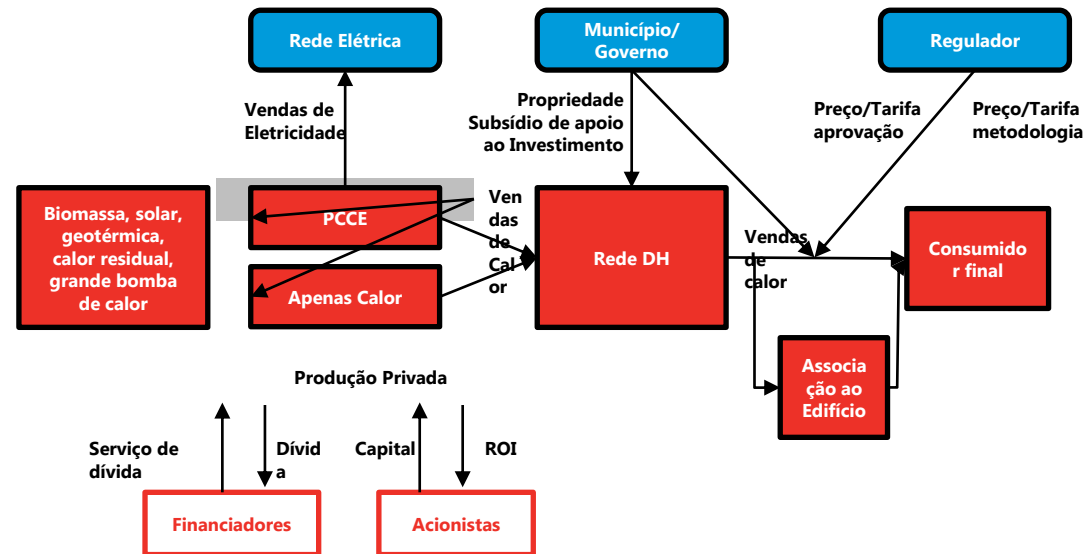 Rede Elétrica
Município/
Governo
Regulador
Vendas de
Eletricidade
Propriedade
Subsídio de apoio
ao Investimento
Preço/Tarifa
aprovação
Preço/Tarifa
metodologia
Biomassa, solar,
geotérmica,
calor residual,
grande bomba
de calor
PCCE
Apenas Calor
Ven
das
de
Cal
or
Rede DH
Vendas
de
calor
Consumido
r final
Associa
ção ao
Edifício
Produção Privada
Serviço de
dívida
Dívid
a
Capital
ROI
Financiadores
Acionistas